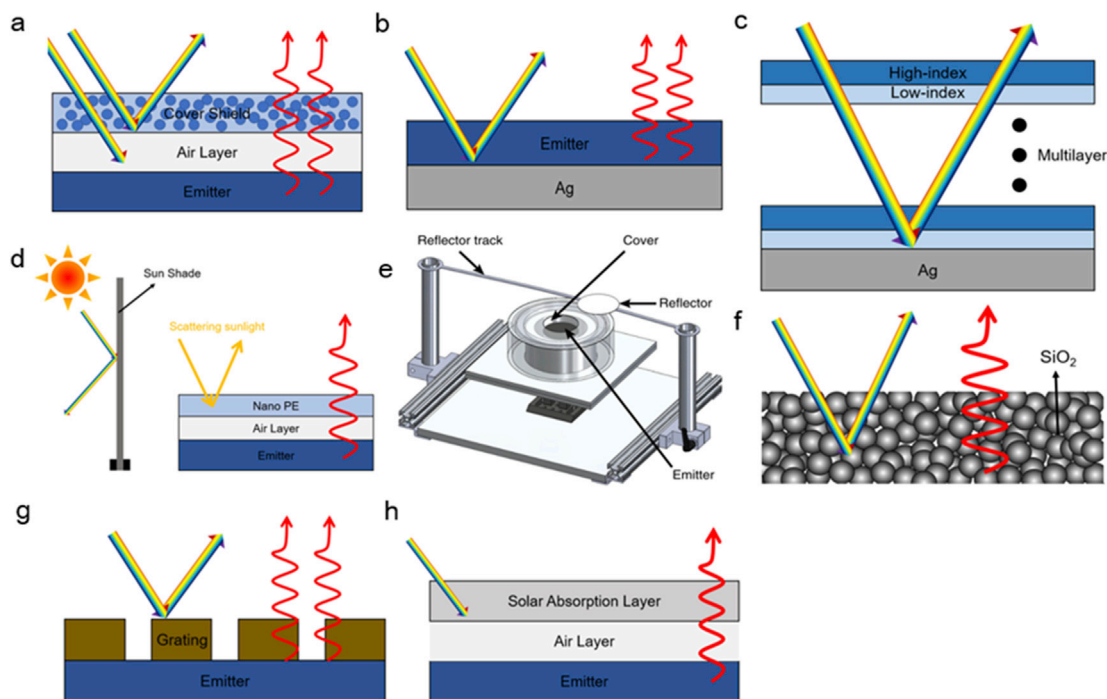 a
Cover Shield
Air Layer
Emitter
b
Emitter
Ag
c
High-index
Low-index
Multilayer
Ag
d
Sun Shade
Scattering sunlight
Nano PE
Air Layer
Emitter
e
Reflector track
Cover
Reflector
Emitter
f
SiO₂
g
Grating
Emitter
h
Solar Absorption Layer
Air Layer
Emitter